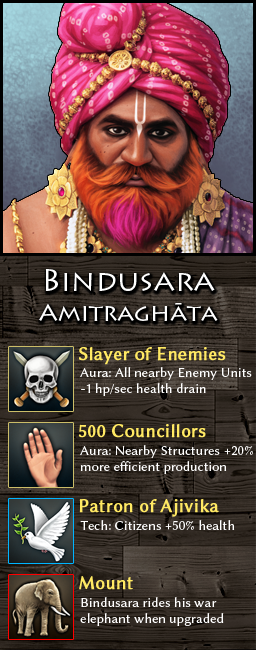 Bindusara
Amitraghāta
Slayer of Enemies
Aura: All nearby Enemy Units
-1 hp/sec health drain
500 Councillors
Aura: Nearby Structures +20%
more efficient production
Patron of Ajivika
Tech: Citizens +50% health
Mount
Bindusara rides his war
elephant when upgraded